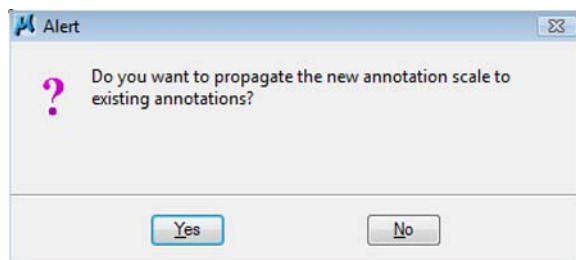 Alert
Do you want to propagate the new annotation scale to
existing annotations?
Yes
No